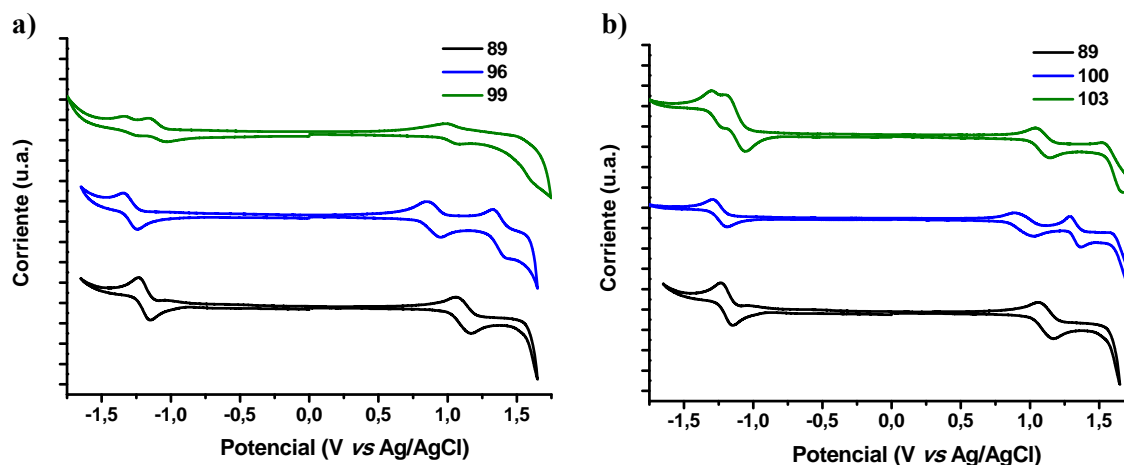 a)
89
96
99
Corriente (u.a.)
-1,5 -1,0 -0,5 0,0 0,5 1,0 1,5
Potencial (V vs Ag/AgCl)
b)
89
100
103
Corriente (u.a.)
-1,5 -1,0 -0,5 0,0 0,5 1,0 1,5
Potencial (V vs Ag/AgCl)